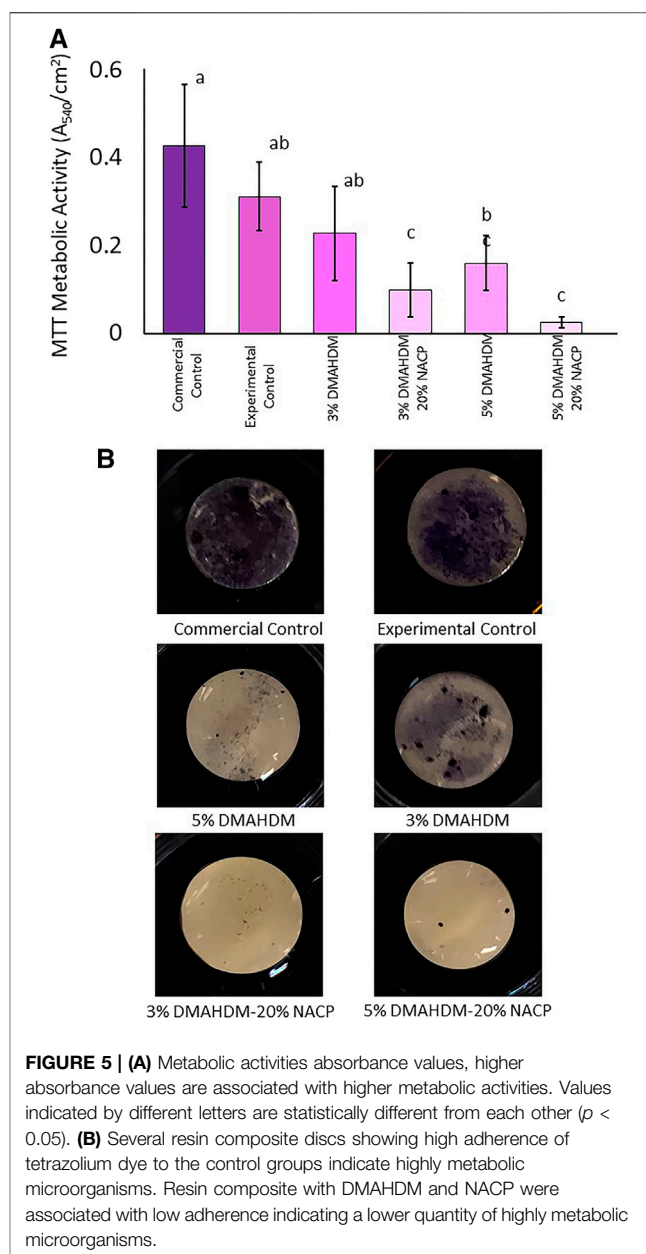 A
MTT Metabolic Activity (A₅₄₀/cm²)
0.6
0.4
0.2
0
a
ab
ab
c
b
c
c
Commercial
Control
Experimental
Control
3% DMAHDM
3% DMAHDM
20% NACP
5% DMAHDM
5% DMAHDM
20% NACP
B
Commercial Control
Experimental Control
5% DMAHDM
3% DMAHDM
3% DMAHDM-20% NACP
5% DMAHDM-20% NACP
FIGURE 5 | (A) Metabolic activities absorbance values, higher
absorbance values are associated with higher metabolic activities. Values
indicated by different letters are statistically different from each other (p <
0.05). (B) Several resin composite discs showing high adherence of
tetrazolium dye to the control groups indicate highly metabolic
microorganisms. Resin composite with DMAHDM and NACP were
associated with low adherence indicating a lower quantity of highly metabolic
microorganisms.